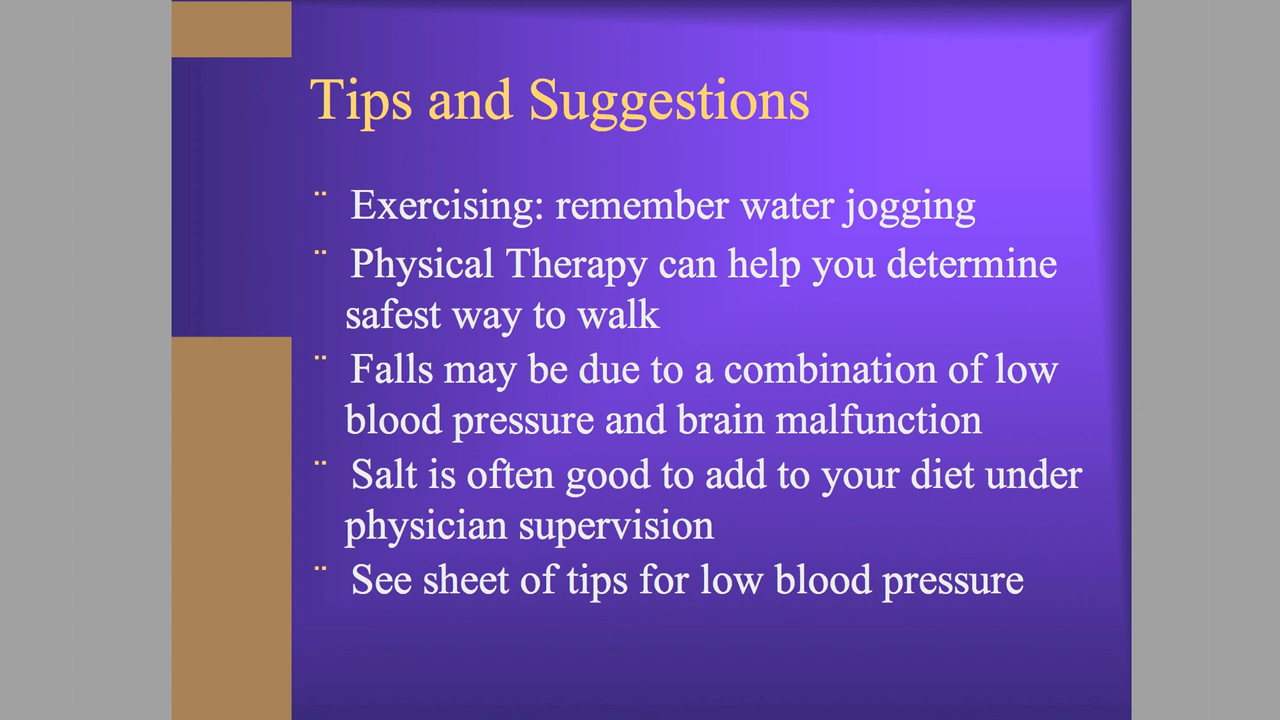 Tips and Suggestions
¨ Exercising: remember water jogging
¨ Physical Therapy can help you determine
safest way to walk
¨ Falls may be due to a combination of low
blood pressure and brain malfunction
¨ Salt is often good to add to your diet under
physician supervision
¨ See sheet of tips for low blood pressure